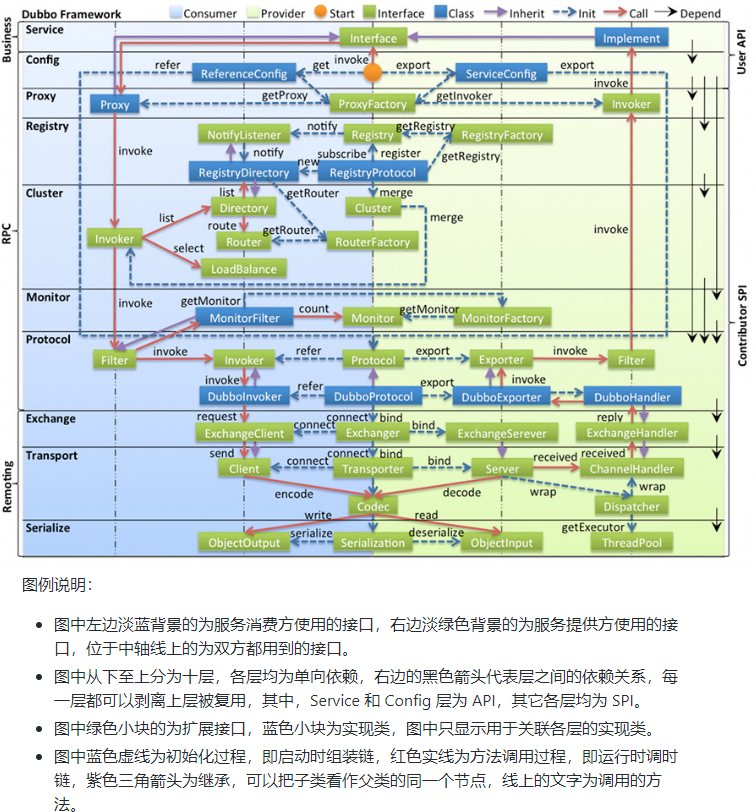 Dubbo Framework Consumer Provider Start Interface Class Inherit Init Call Depend
Business
Service
Interface
Implement
User API
Config
invoke
refer
ReferenceConfig
get
export
ServiceConfig
export
Proxy
Proxy
getProxy
ProxyFactory
getInvoker
Invoker
invoke
RPC
Registry
NotifyListener
notify
Registry
getRegistry
RegistryFactory
invoke
notify
subscribe
register
getRegistry
RegistryDirectory
new
RegistryProtocol
Cluster
list
getRouter
merge
Directory
Cluster
merge
list
route
getRouter
invoke
Invoker
Router
RouterFactory
select
LoadBalance
Contributor SPI
Monitor
invoke
getMonitor
MonitorFilter
count
Monitor
getMonitor
MonitorFactory
Protocol
Filter
invoke
Invoker
refer
Protocol
export
Exporter
invoke
Filter
invoke
invoke
DubboInvoker
refer
DubboProtocol
export
DubboExporter
DubboHandler
Remoting
Exchange
request
connect
bind
reply
ExchangeClient
connect
Exchanger
bind
ExchangeSerever
ExchangeHandler
Transport
send
connect
bind
received
received
Client
connect
Transporter
bind
Server
ChannelHandler
encode
decode
wrap
wrap
Codec
Dispatcher
Serialize
write
read
getExecutor
ObjectOutput
serialize
Serialization
deserialize
ObjectInput
ThreadPool
图例说明：
图中左边淡蓝背景的为服务消费方使用的接口，右边淡绿色背景的为服务提供方使用的接
口，位于中轴线上的为双方都用到的接口。
图中从下至上分为十层，各层均为单向依赖，右边的黑色箭头代表层之间的依赖关系，每
一层都可以剥离上层被复用，其中，Service 和 Config 层为 API，其它各层均为 SPI。
图中绿色小块的为扩展接口，蓝色小块为实现类，图中只显示用于关联各层的实现类。
图中蓝色虚线为初始化过程，即启动时组装链，红色实线为方法调用过程，即运行时调时
链，紫色三角箭头为继承，可以把子类看作父类的同一个节点，线上的文字为调用的方
法。